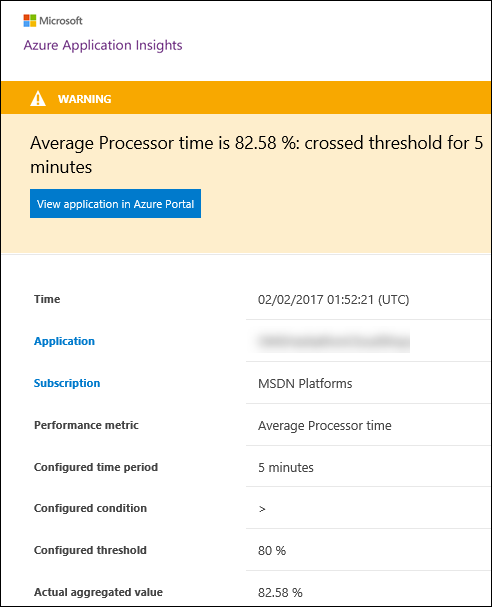 Microsoft
Azure Application Insights
WARNING
Average Processor time is 82.58 %: crossed threshold for 5
minutes
View application in Azure Portal
Time 02/02/2017 01:52:21 (UTC)
Application
Subscription MSDN Platforms
Performance metric Average Processor time
Configured time period 5 minutes
Configured condition >
Configured threshold 80 %
Actual aggregated value 82.58 %